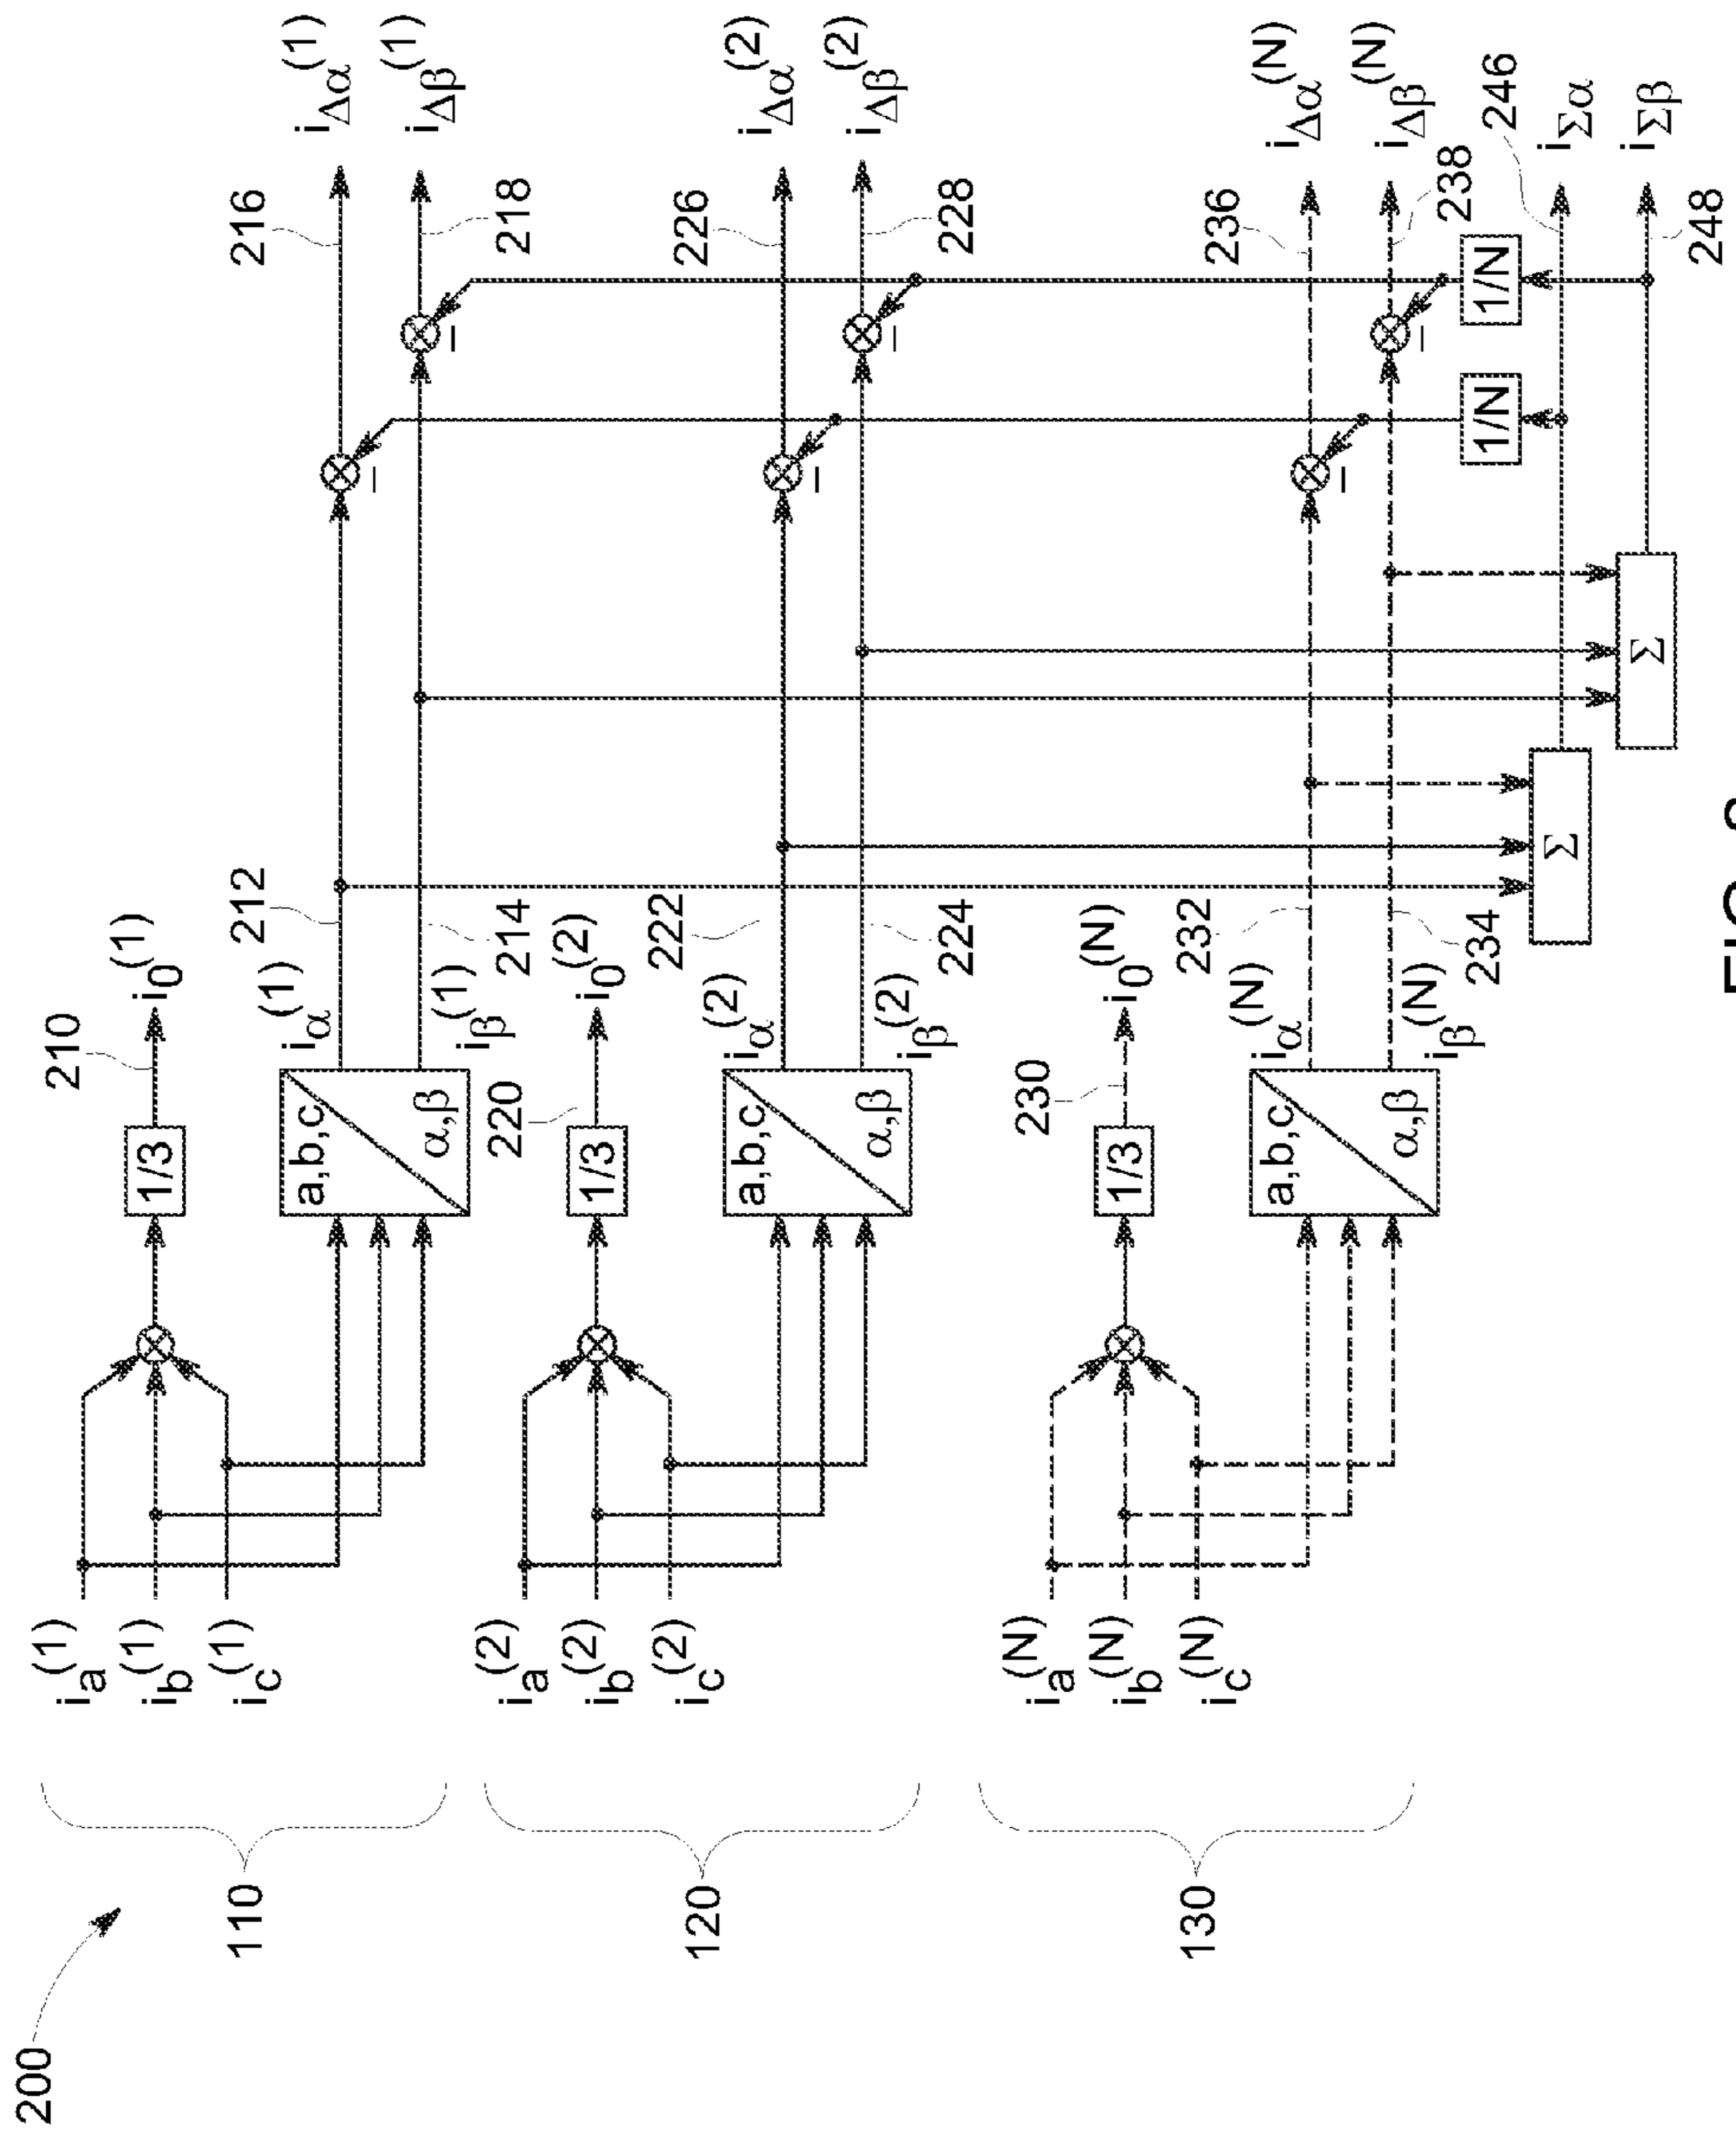 200
110
i_a^(1)
i_b^(1)
i_c^(1)
1/3
210
i_0^(1)
a,b,c
α,β
i_α^(1)
212
i_β^(1)
214
216
i_Δα^(1)
218
i_Δβ^(1)
120
i_a^(2)
i_b^(2)
i_c^(2)
1/3
220
i_0^(2)
a,b,c
α,β
i_α^(2)
222
i_β^(2)
224
226
i_Δα^(2)
228
i_Δβ^(2)
130
i_a^(N)
i_b^(N)
i_c^(N)
1/3
230
i_0^(N)
a,b,c
α,β
i_α^(N)
232
i_β^(N)
234
236
i_Δα^(N)
238
i_Δβ^(N)
−
−
−
−
−
−
1/N
1/N
Σ
246
i_Σα
Σ
248
i_Σβ
FIG.